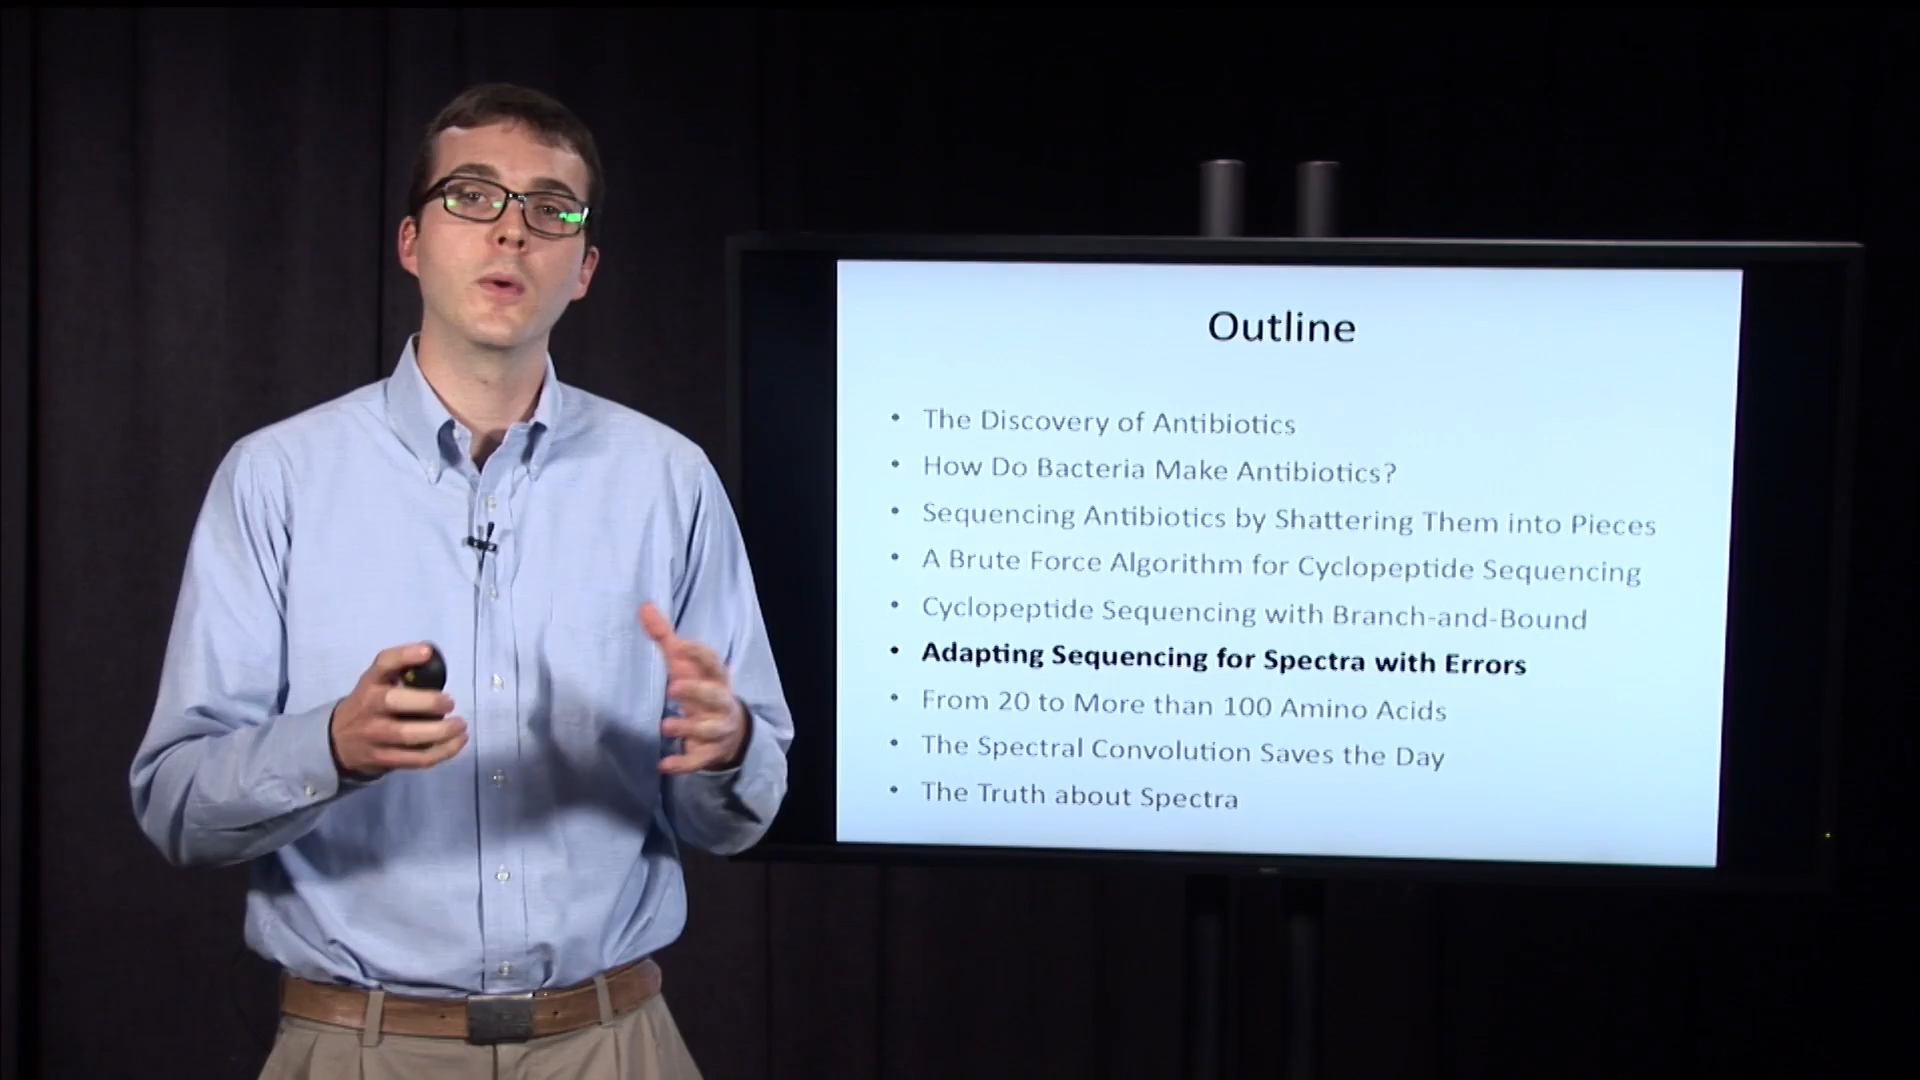 Outline
• The Discovery of Antibiotics
• How Do Bacteria Make Antibiotics?
• Sequencing Antibiotics by Shattering Them into Pieces
• A Brute Force Algorithm for Cyclopeptide Sequencing
• Cyclopeptide Sequencing with Branch-and-Bound
• Adapting Sequencing for Spectra with Errors
• From 20 to More than 100 Amino Acids
• The Spectral Convolution Saves the Day
• The Truth about Spectra